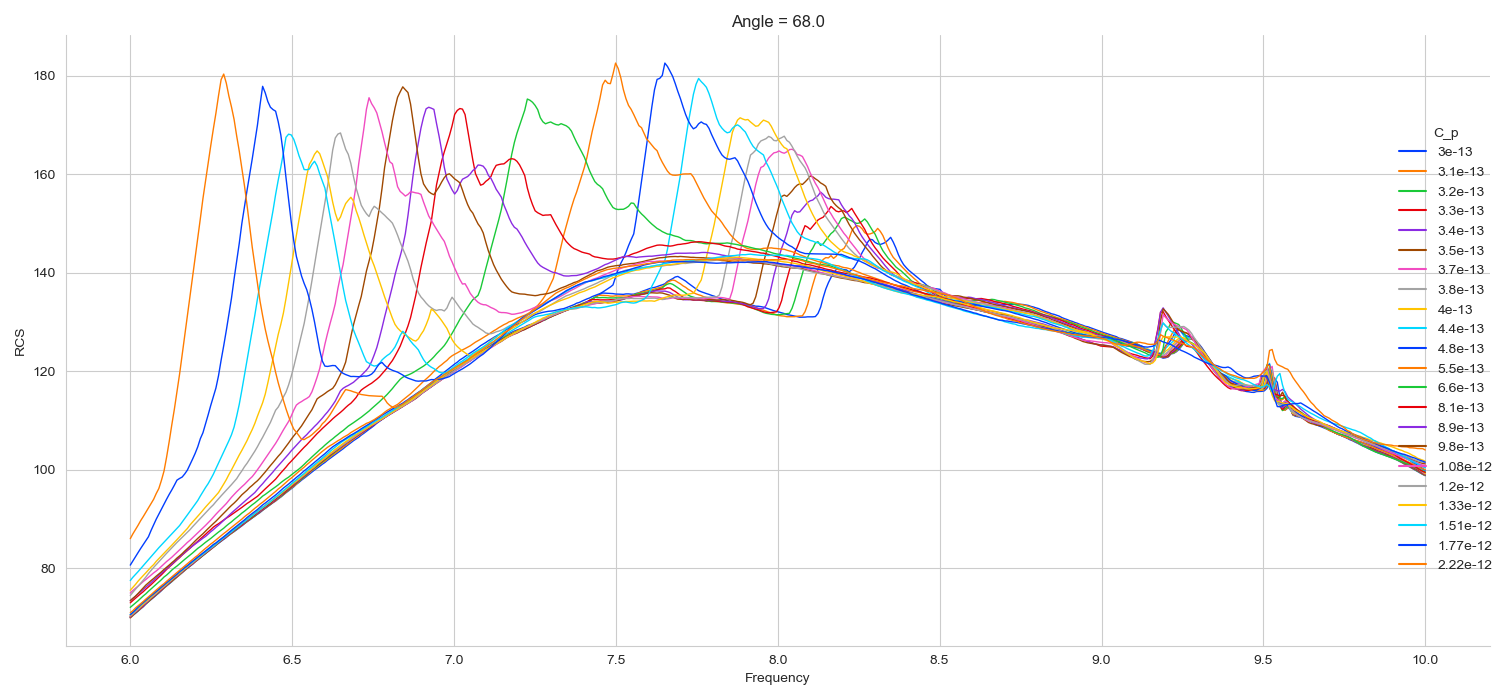 Angle = 68.0
RCS
180
160
140
120
100
80
6.0 6.5 7.0 7.5 8.0 8.5 9.0 9.5 10.0
Frequency
C_p
3e-13
3.1e-13
3.2e-13
3.3e-13
3.4e-13
3.5e-13
3.7e-13
3.8e-13
4e-13
4.4e-13
4.8e-13
5.5e-13
6.6e-13
8.1e-13
8.9e-13
9.8e-13
1.08e-12
1.2e-12
1.33e-12
1.51e-12
1.77e-12
2.22e-12